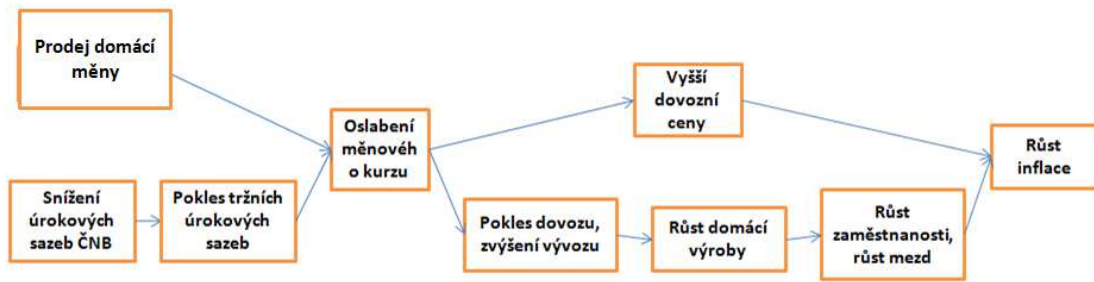 Prodej domácí
měny
Snížení
úrokových
sazeb ČNB
Pokles tržních
úrokových
sazeb
Oslabení
měnovéh
o kurzu
Vyšší
dovozní
ceny
Pokles dovozu,
zvýšení vývozu
Růst domácí
výroby
Růst
zaměstnanosti,
růst mezd
Růst
inflace